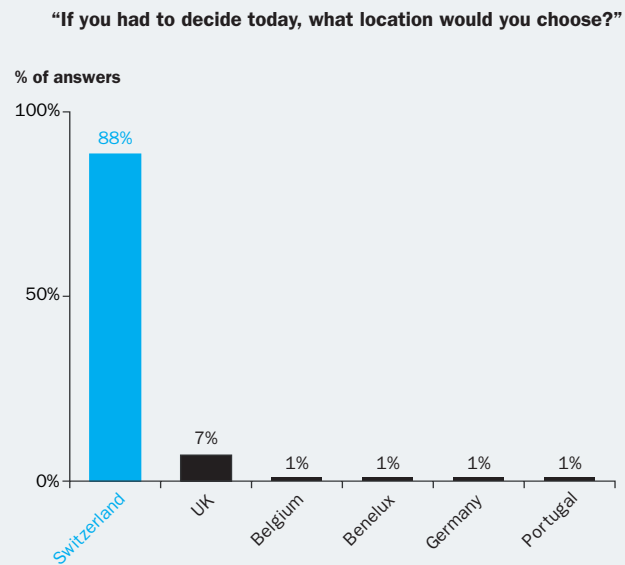 “If you had to decide today, what location would you choose?”
% of answers
100%
88%
50%
7%
1%
1%
1%
1%
0%
Switzerland
UK
Belgium
Benelux
Germany
Portugal